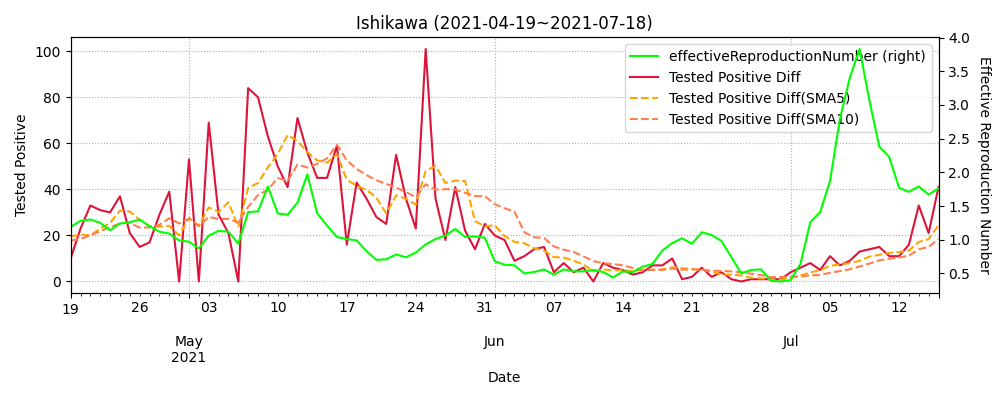 Ishikawa (2021-04-19~2021-07-18)
effectiveReproductionNumber (right)
Tested Positive Diff
Tested Positive Diff(SMA5)
Tested Positive Diff(SMA10)
Tested Positive
100
80
60
40
20
0
4.0
3.5
3.0
2.5
2.0
1.5
1.0
0.5
Effective Reproduction Number
19 26 03 10 17 24 31 07 14 21 28 05 12
May Jun Jul
2021
Date